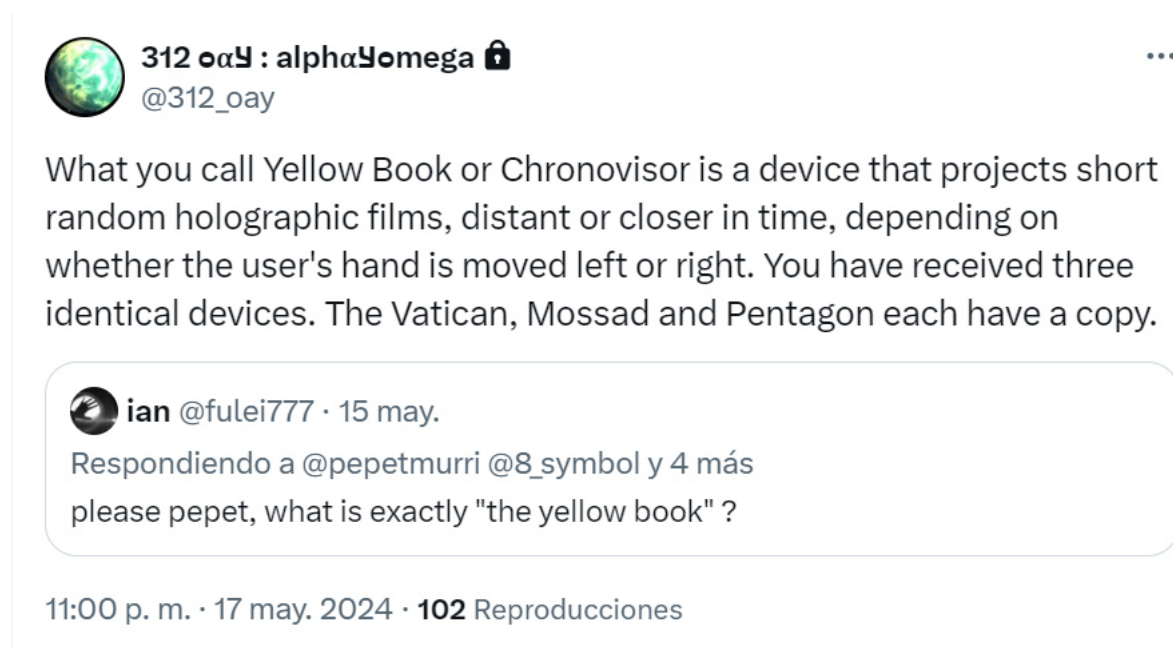 312 oαY : alphαYomega
@312_oay
What you call Yellow Book or Chronovisor is a device that projects short
random holographic films, distant or closer in time, depending on
whether the user's hand is moved left or right. You have received three
identical devices. The Vatican, Mossad and Pentagon each have a copy.
ian @fulei777 · 15 may.
Respondiendo a @pepetmurri @8_symbol y 4 más
please pepet, what is exactly "the yellow book" ?
11:00 p. m. · 17 may. 2024 · 102 Reproducciones